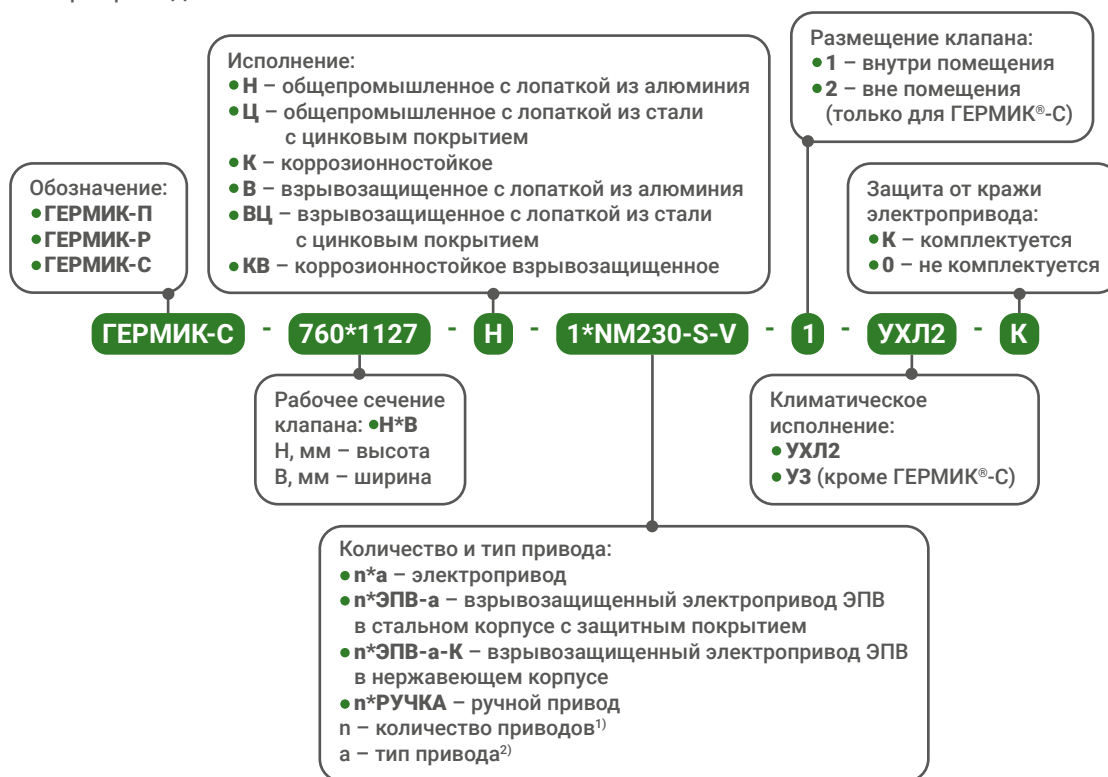 Размещение клапана:
1 – внутри помещения
2 – вне помещения
(только для ГЕРМИК®-С)
Исполнение:
Н – общепромышленное с лопаткой из алюминия
Ц – общепромышленное с лопаткой из стали
с цинковым покрытием
К – коррозионностойкое
В – взрывозащищенное с лопаткой из алюминия
ВЦ – взрывозащищенное с лопаткой из стали
с цинковым покрытием
КВ – коррозионностойкое взрывозащищенное
Обозначение:
ГЕРМИК-П
ГЕРМИК-Р
ГЕРМИК-С
Защита от кражи
электропривода:
К – комплектуется
0 – не комплектуется
ГЕРМИК-С - 760*1127 - Н - 1*NM230-S-V - 1 - УХЛ2 - К
Рабочее сечение
клапана: •Н*В
Н, мм – высота
В, мм – ширина
Климатическое
исполнение:
УХЛ2
У3 (кроме ГЕРМИК®-С)
Количество и тип привода:
n*а – электропривод
n*ЭПВ-а – взрывозащищенный электропривод ЭПВ
в стальном корпусе с защитным покрытием
n*ЭПВ-а-К – взрывозащищенный электропривод ЭПВ
в нержавеющем корпусе
n*РУЧКА – ручной привод
n – количество приводов¹⁾
а – тип привода²⁾